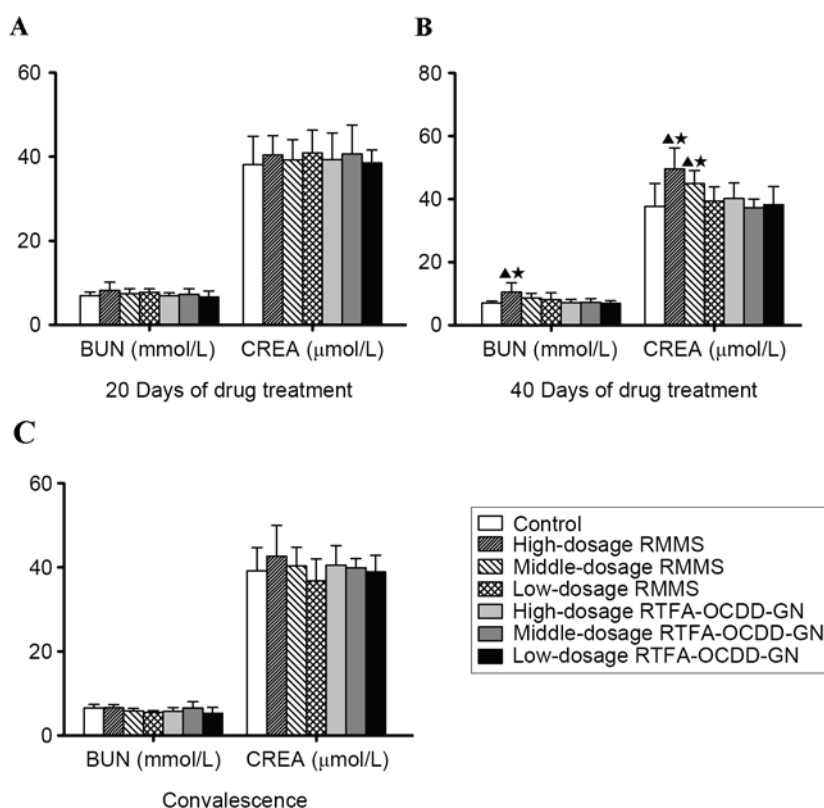 A
60
40
20
0
BUN (mmol/L) CREA (μmol/L)
20 Days of drug treatment
B
80
60
40
20
0
▲★
▲★
▲★
BUN (mmol/L) CREA (μmol/L)
40 Days of drug treatment
C
60
40
20
0
BUN (mmol/L) CREA (μmol/L)
Convalescence
Control
High-dosage RMMS
Middle-dosage RMMS
Low-dosage RMMS
High-dosage RTFA-OCDD-GN
Middle-dosage RTFA-OCDD-GN
Low-dosage RTFA-OCDD-GN